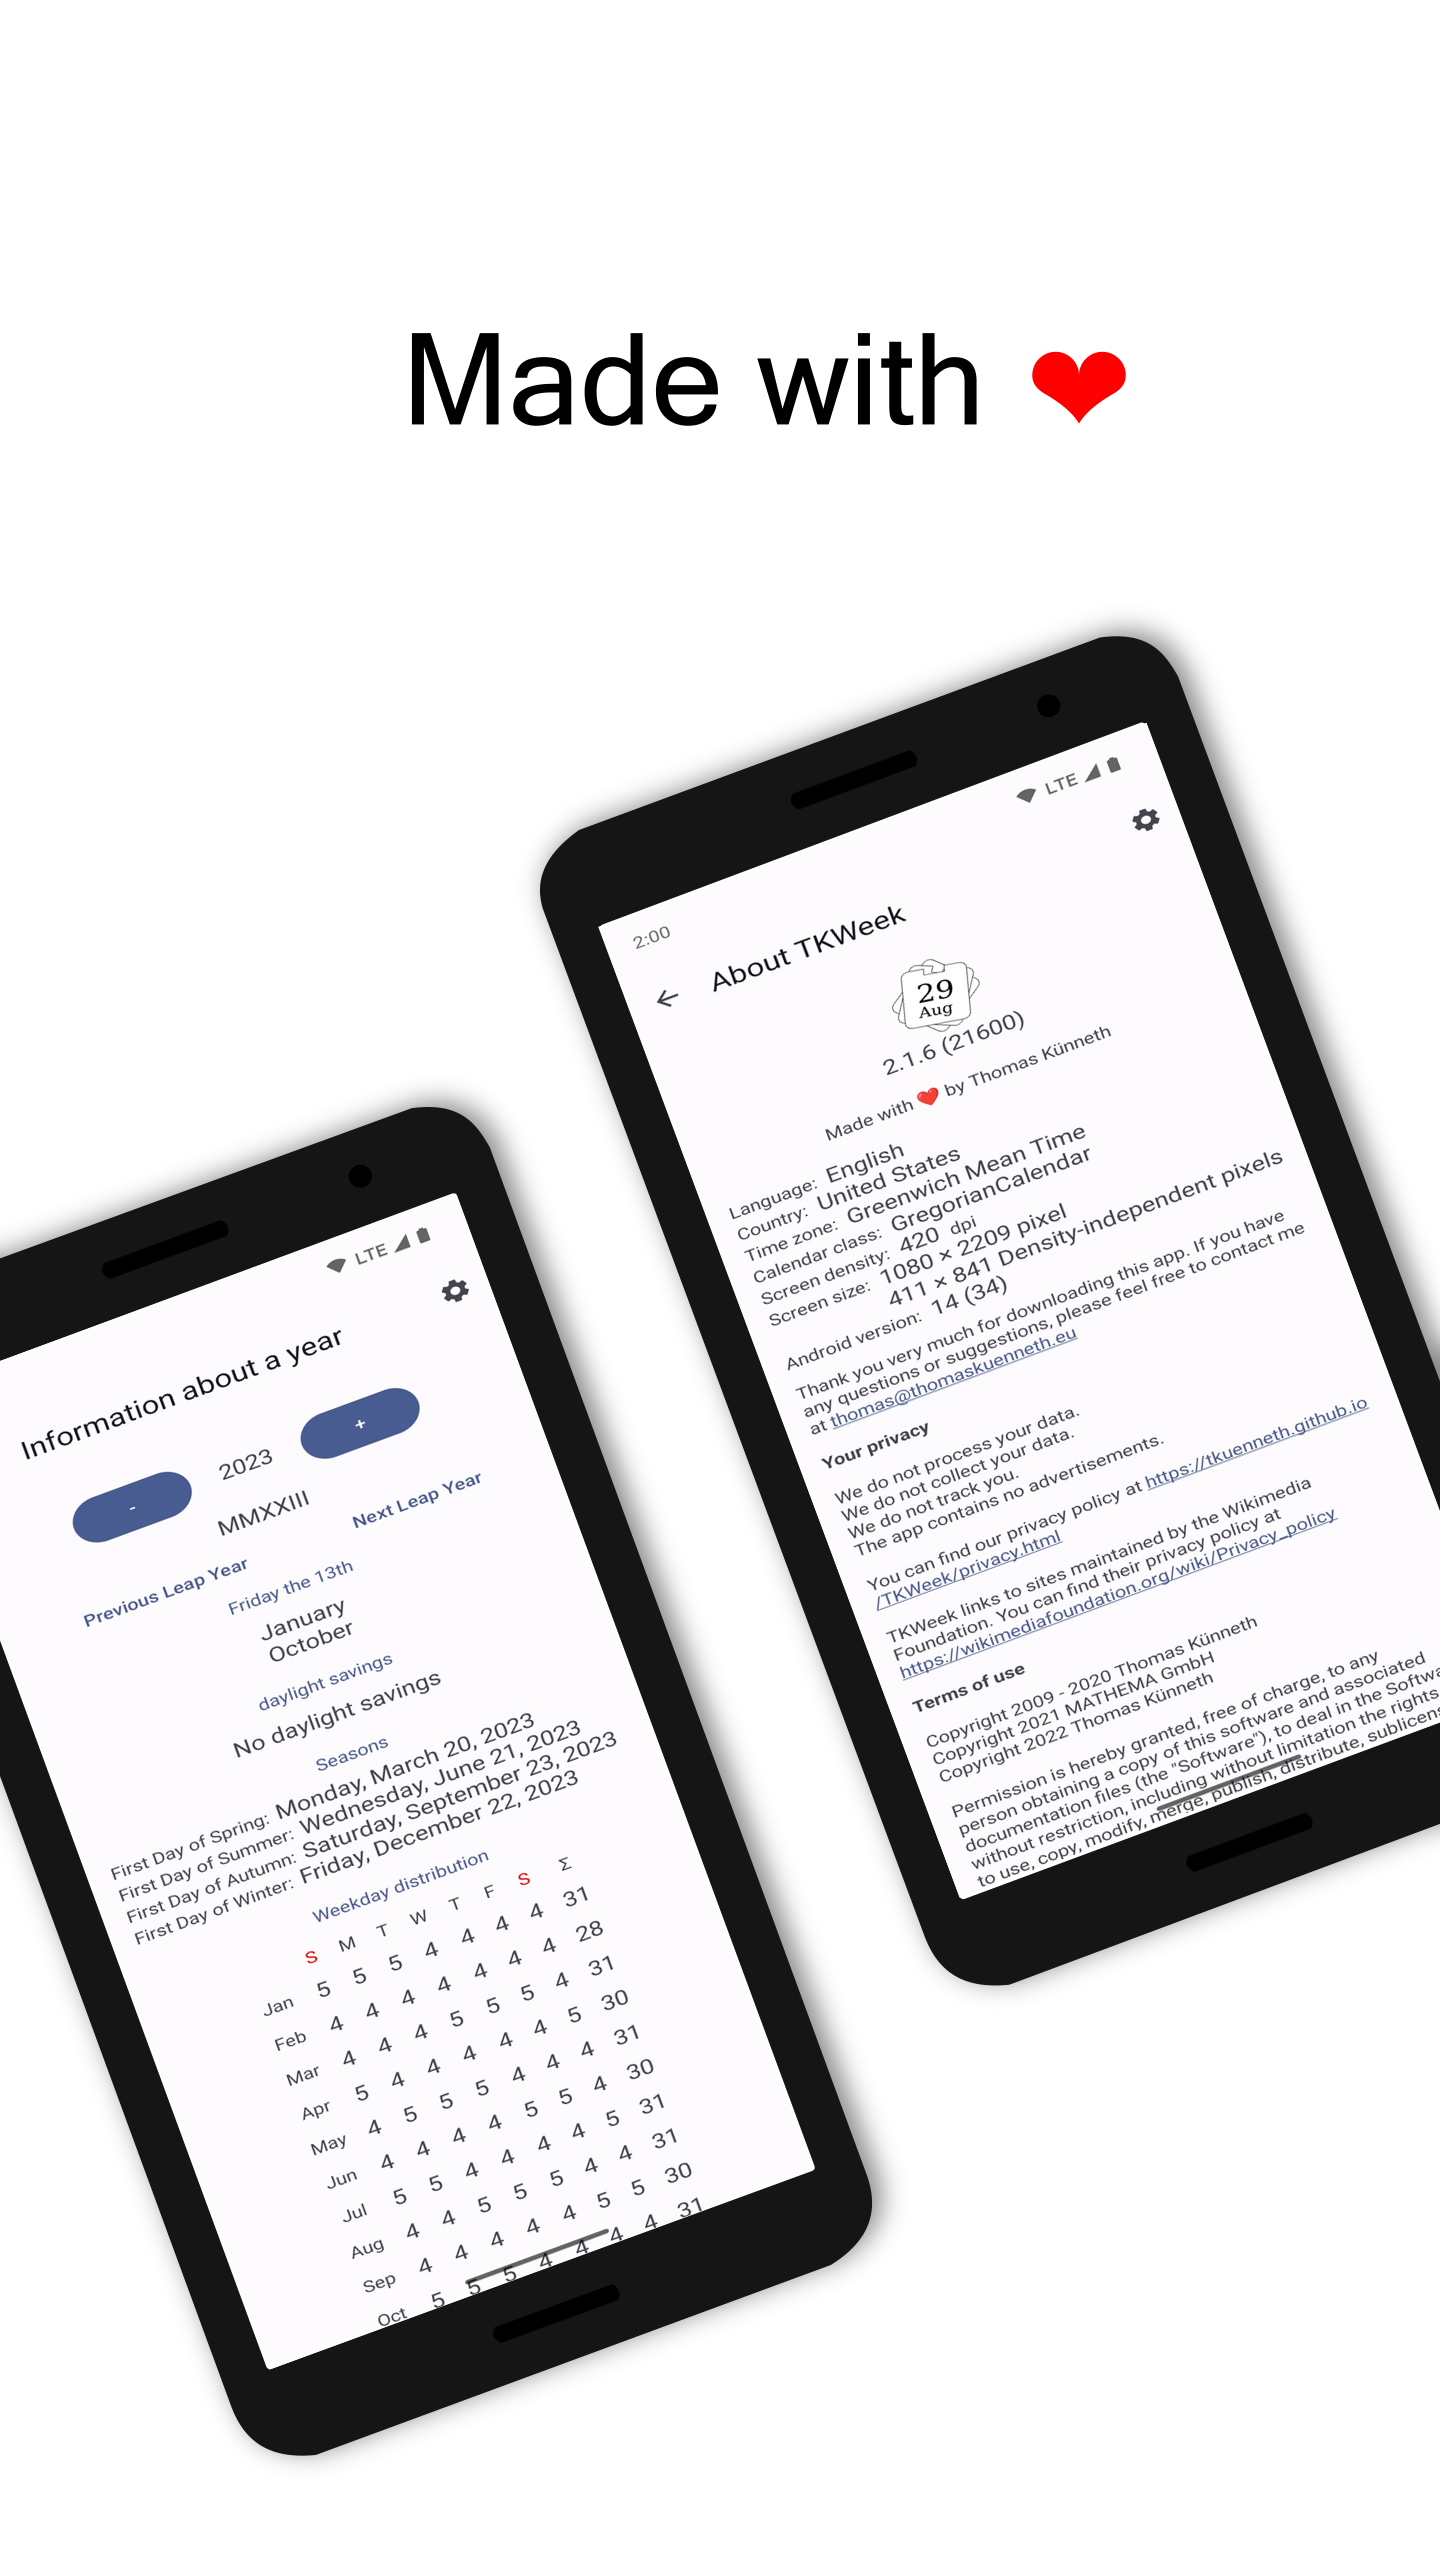 Made with ❤
2:00
LTE
About TKWeek
29
Aug
2.1.6 (21600)
Made with ❤️ by Thomas Künneth
Language: English
Country: United States
Time zone: Greenwich Mean Time
Calendar class: GregorianCalendar
Screen density: 420 dpi
Screen size: 1080 × 2209 pixel
411 × 841 Density-independent pixels
Android version: 14 (34)
Thank you very much for downloading this app. If you have
any questions or suggestions, please feel free to contact me
at thomas@thomaskuenneth.eu
Your privacy
We do not process your data.
We do not collect your data.
We do not track you.
The app contains no advertisements.
You can find our privacy policy at https://tkuenneth.github.io
/TKWeek/privacy.html
TKWeek links to sites maintained by the Wikimedia
Foundation. You can find their privacy policy at
https://wikimediafoundation.org/wiki/Privacy_policy
Terms of use
Copyright 2009 - 2020 Thomas Künneth
Copyright 2021 MATHEMA GmbH
Copyright 2022 Thomas Künneth
Permission is hereby granted, free of charge, to any
person obtaining a copy of this software and associated
documentation files (the "Software"), to deal in the Softwa
without restriction, including without limitation the rights
to use, copy, modify, merge, publish, distribute, sublicens
LTE
Information about a year
- 2023 +
MMXXIII
Previous Leap Year Next Leap Year
Friday the 13th
January
October
daylight savings
No daylight savings
Seasons
First Day of Spring: Monday, March 20, 2023
First Day of Summer: Wednesday, June 21, 2023
First Day of Autumn: Saturday, September 23, 2023
First Day of Winter: Friday, December 22, 2023
Weekday distribution
S M T W T F S Σ
Jan 5 5 5 4 4 4 4 31
Feb 4 4 4 4 4 4 4 28
Mar 4 4 4 5 5 5 4 31
Apr 5 4 4 4 4 4 5 30
May 4 5 5 5 4 4 4 31
Jun 4 4 4 4 5 5 4 30
Jul 5 5 4 4 4 4 5 31
Aug 4 4 5 5 5 4 4 31
Sep 4 4 4 4 4 5 5 30
Oct 5 5 5 4 4 4 4 31